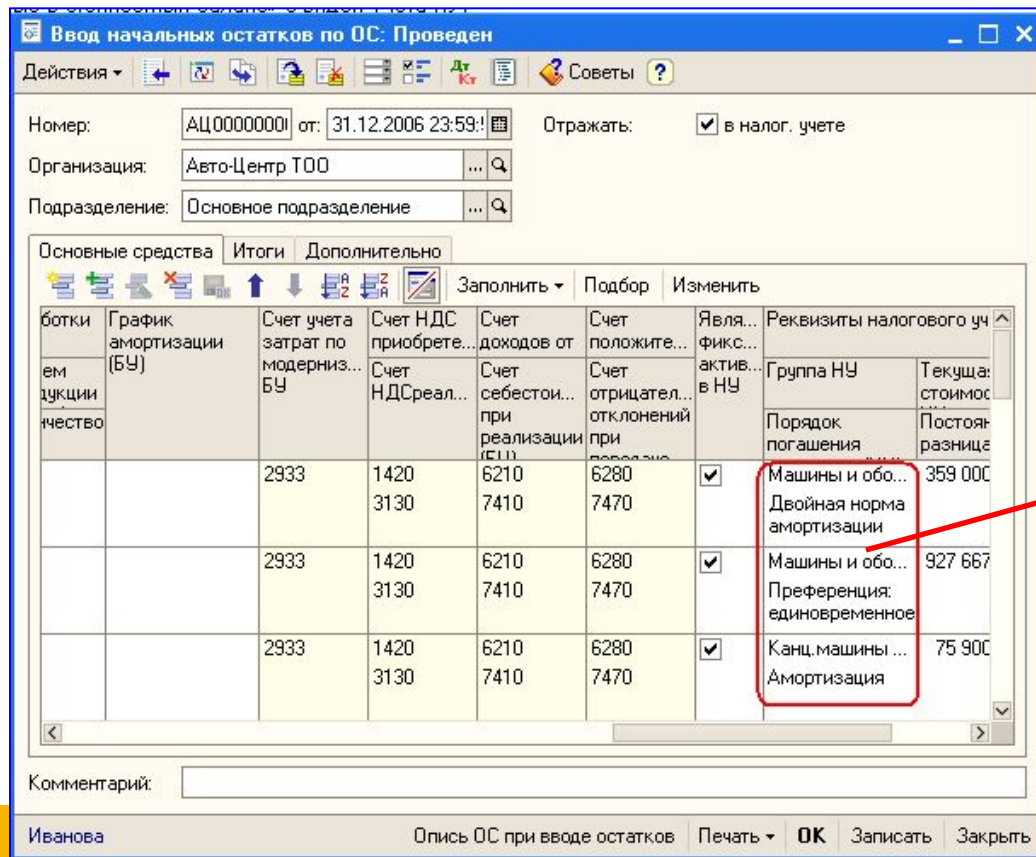 Ввод начальных остатков по ОС: Проведен
Действия Советы
Номер: АЦ0000000 от: 31.12.2006 23:59: Отражать: в налог. учете
Организация: Авто-Центр ТОО ...
Подразделение: Основное подразделение ...
Основные средства Итоги Дополнительно
Заполнить Подбор Изменить
ботки График Счет учета Счет НДС Счет Счет Явля... Реквизиты налогового уч
амортизации затрат по приобрете... доходов от положите... фикс...
ем (БУ) модерниз... Счет Счет Счет актив... Группа НУ Текуща
дукции БУ НДСреал... себестои... отрицател... в НУ стоимос
ичество при отклонений Порядок Постоян
реализации при погашения разница
2933 1420 6210 6280 Машины и обо... 359 000
3130 7410 7470 Двойная норма
амортизации
2933 1420 6210 6280 Машины и обо... 927 667
3130 7410 7470 Преференция:
единовременное
2933 1420 6210 6280 Канц.машины ... 75 900
3130 7410 7470 Амортизация
Комментарий:
Иванова Опись ОС при вводе остатков Печать OK Записать Закрыть